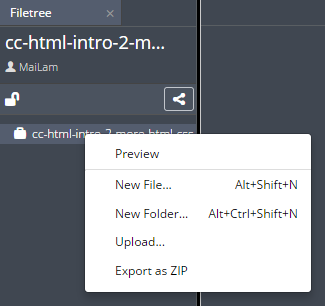 Filetree ×
cc-html-intro-2-m...
MaiLam
cc-html-intro-2-more-html-css
Preview
New File... Alt+Shift+N
New Folder... Alt+Ctrl+Shift+N
Upload...
Export as ZIP